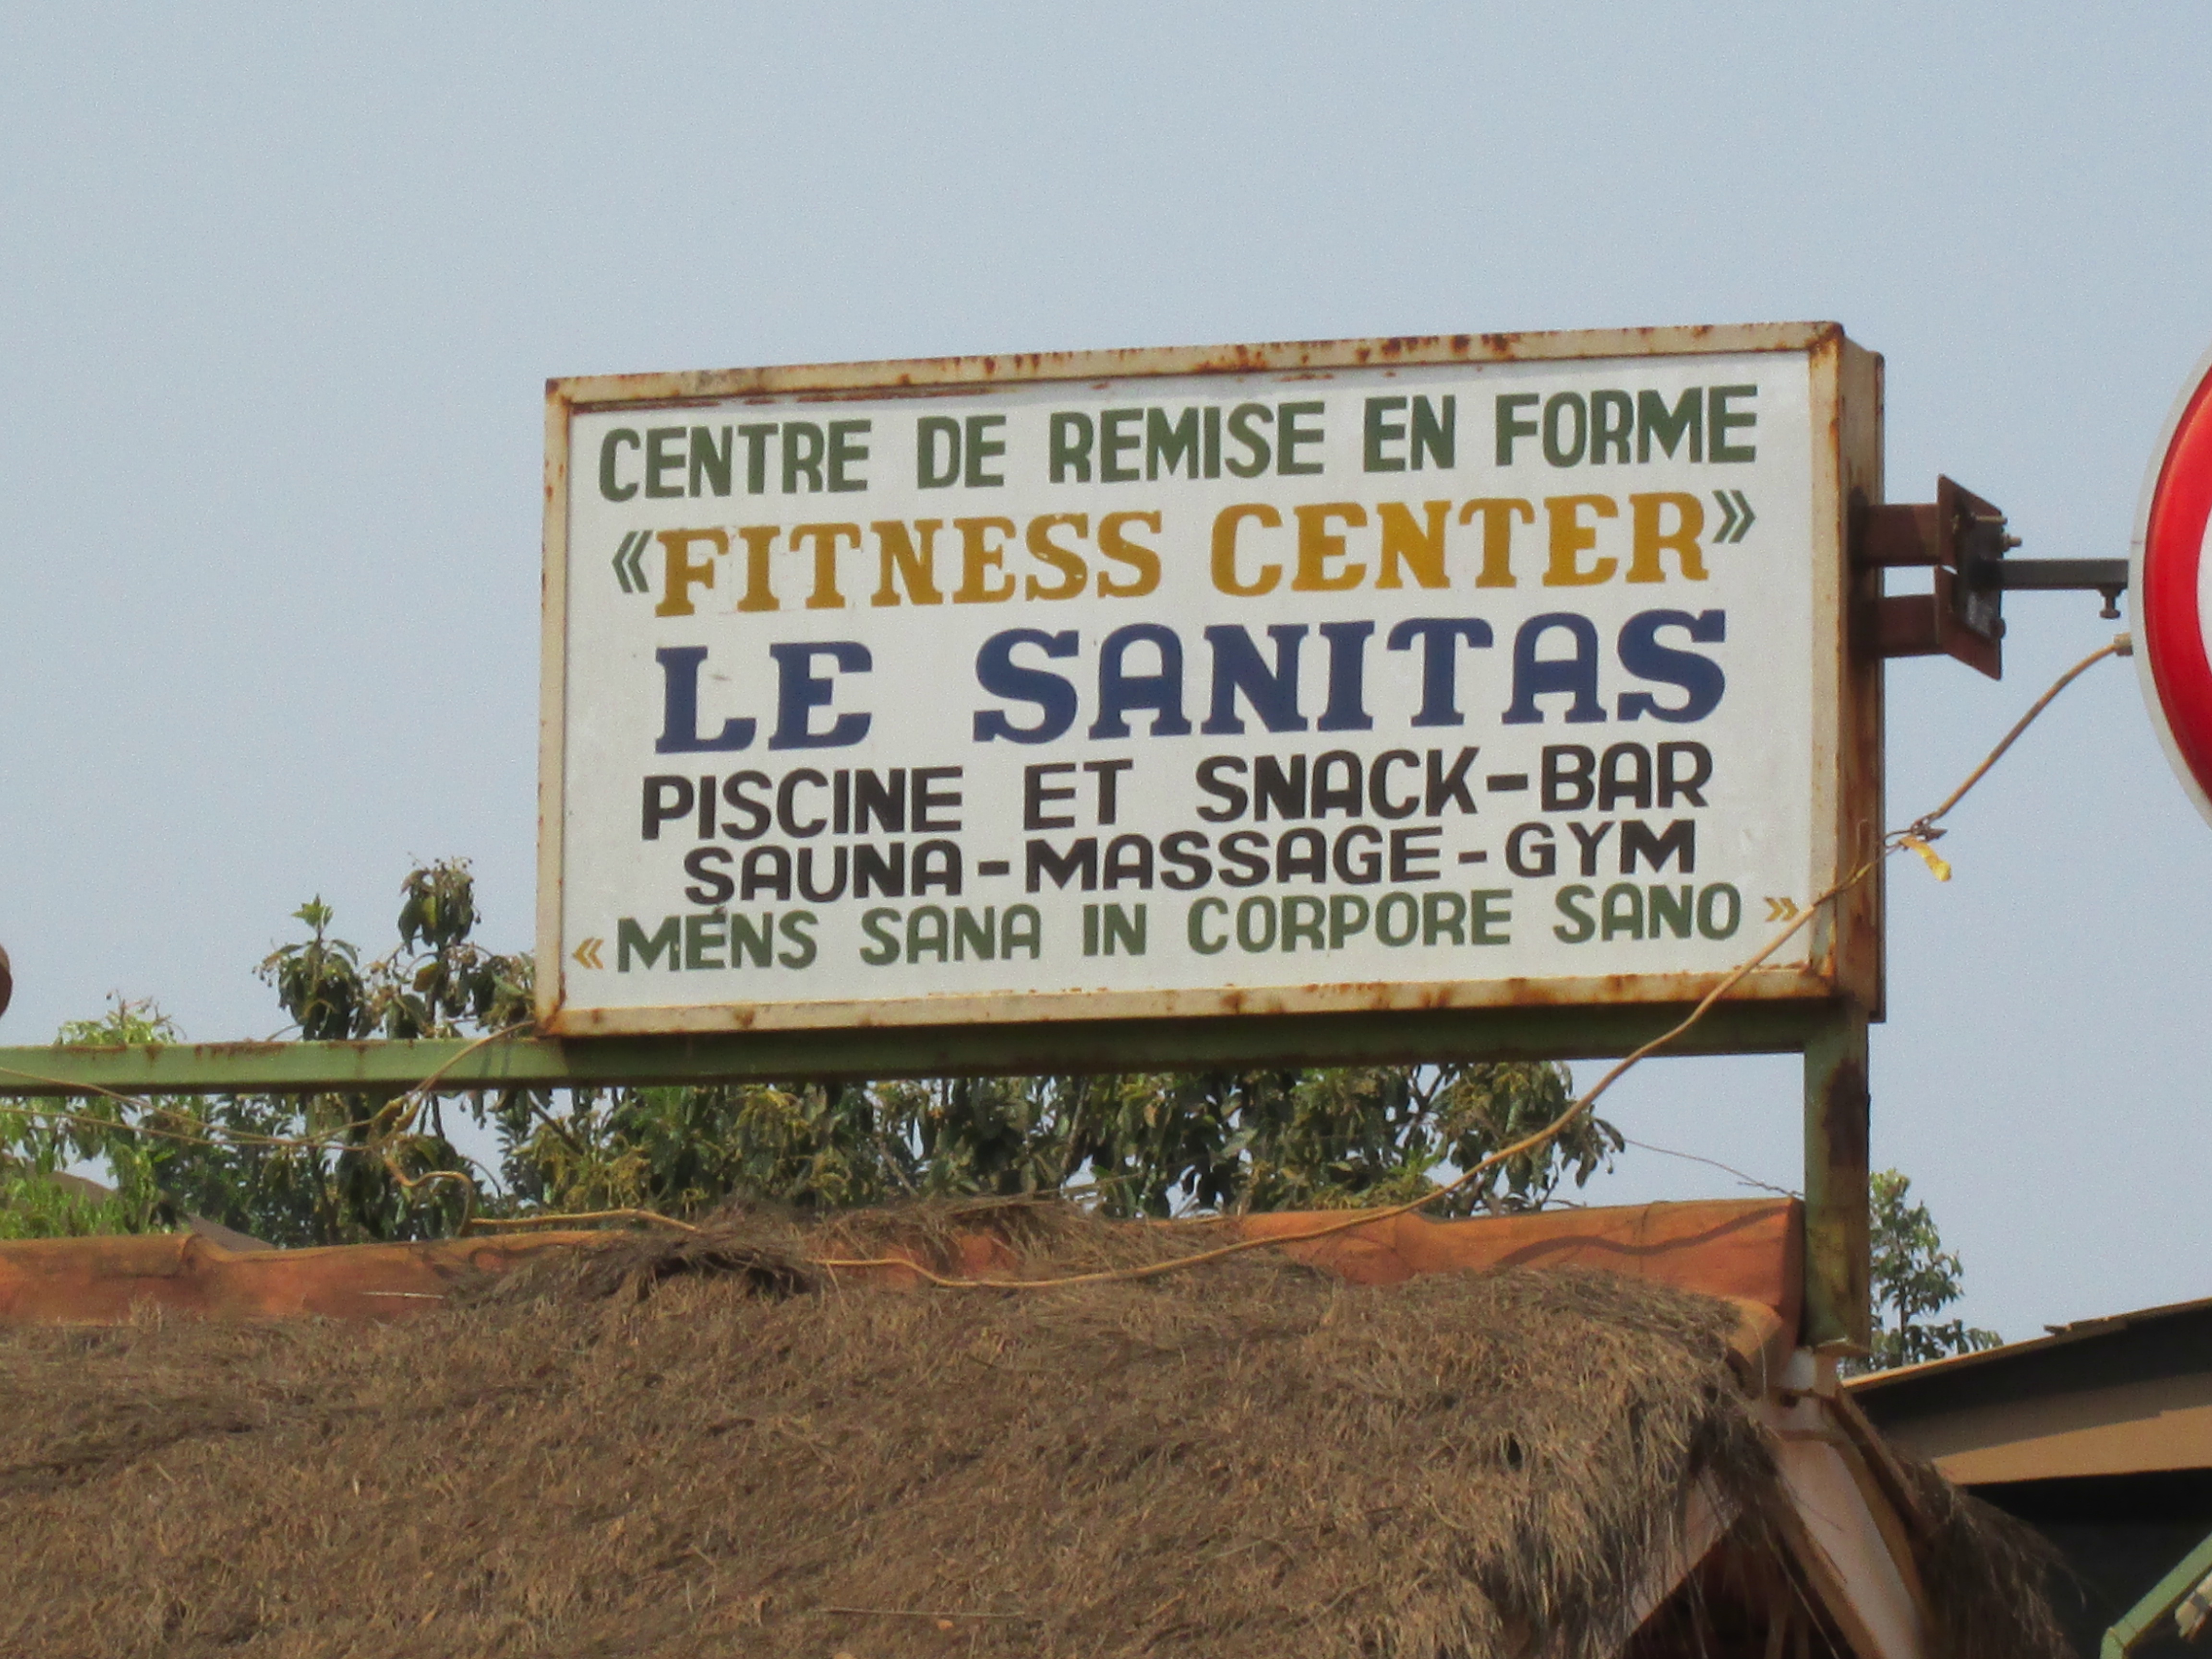 CENTRE DE REMISE EN FORME
«FITNESS CENTER»
LE SANITAS
PISCINE ET SNACK-BAR
SAUNA-MASSAGE-GYM
«MENS SANA IN CORPORE SANO»